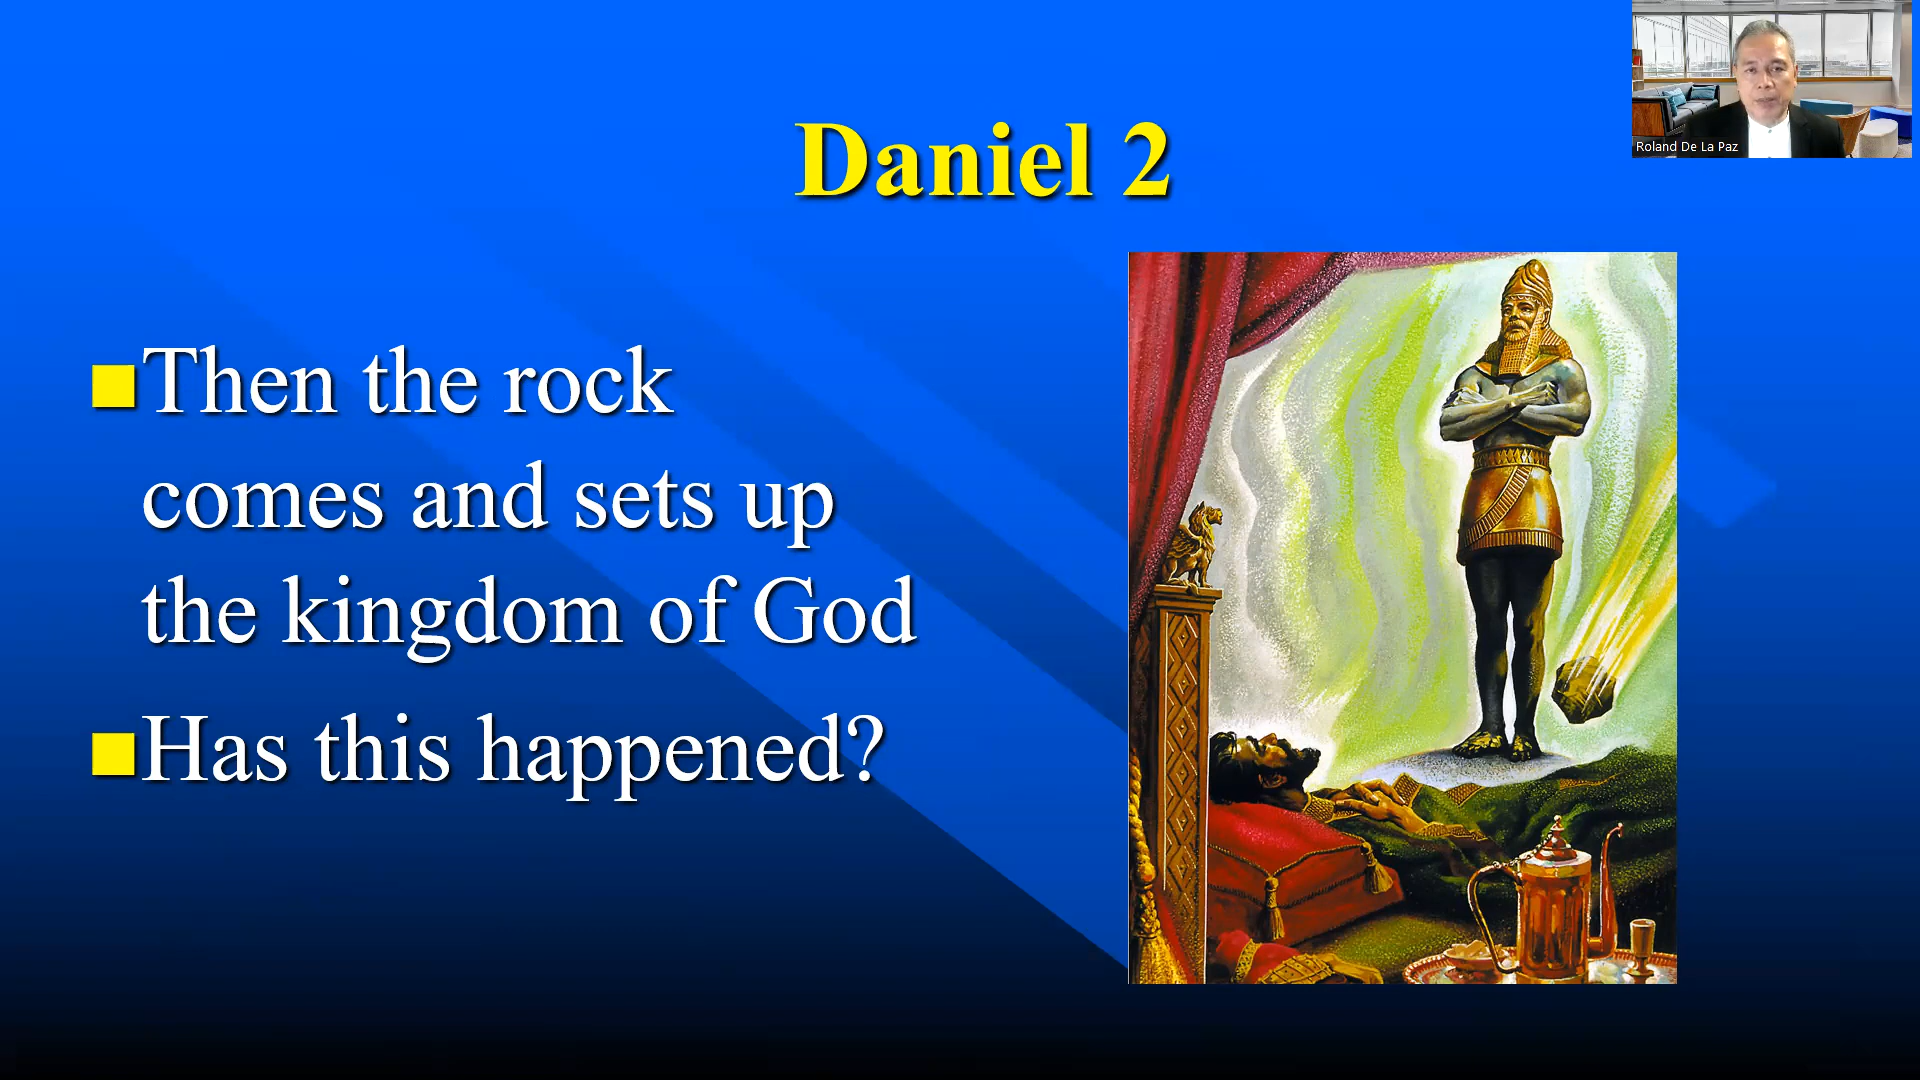 Daniel 2
Then the rock
comes and sets up
the kingdom of God
Has this happened?
Roland De La Paz